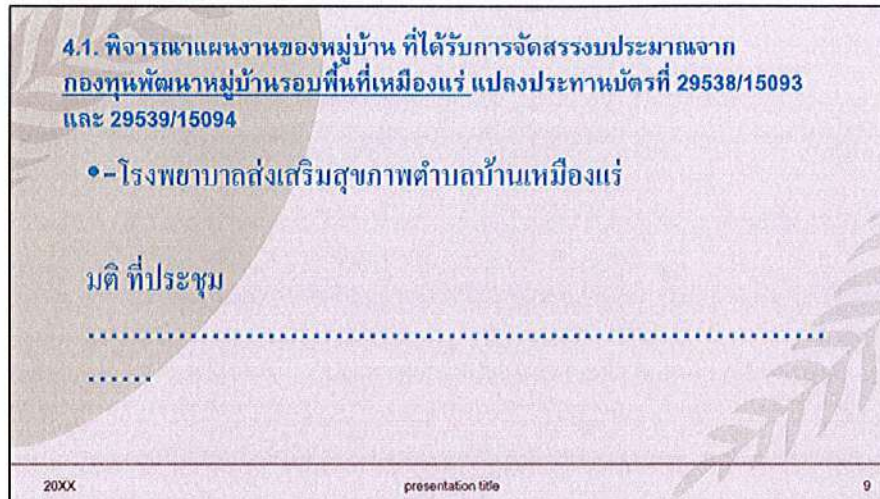 4.1. พิจารณาแผนงานของหมู่บ้าน ที่ได้รับการจัดสรรงบประมาณจาก
กองทุนพัฒนาหมู่บ้านรอบพื้นที่เหมืองแร่ แปลงประทานบัตรที่ 29538/15093
และ 29539/15094
•-โรงพยาบาลส่งเสริมสุขภาพตำบลบ้านเหมืองแร่
มติ ที่ประชุม
................................................................
......
20XX presentation title 9